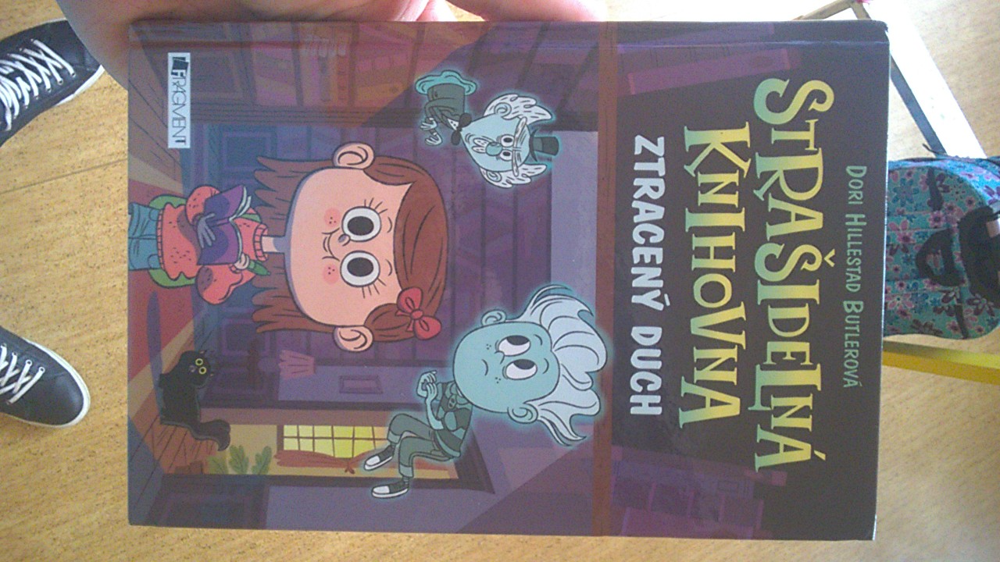 DORI HILLESTAD BUTLEROVÁ
STRAŠIDELNÁ
KNIHOVNA
ZTRACENÝ DUCH
FRAGMENT